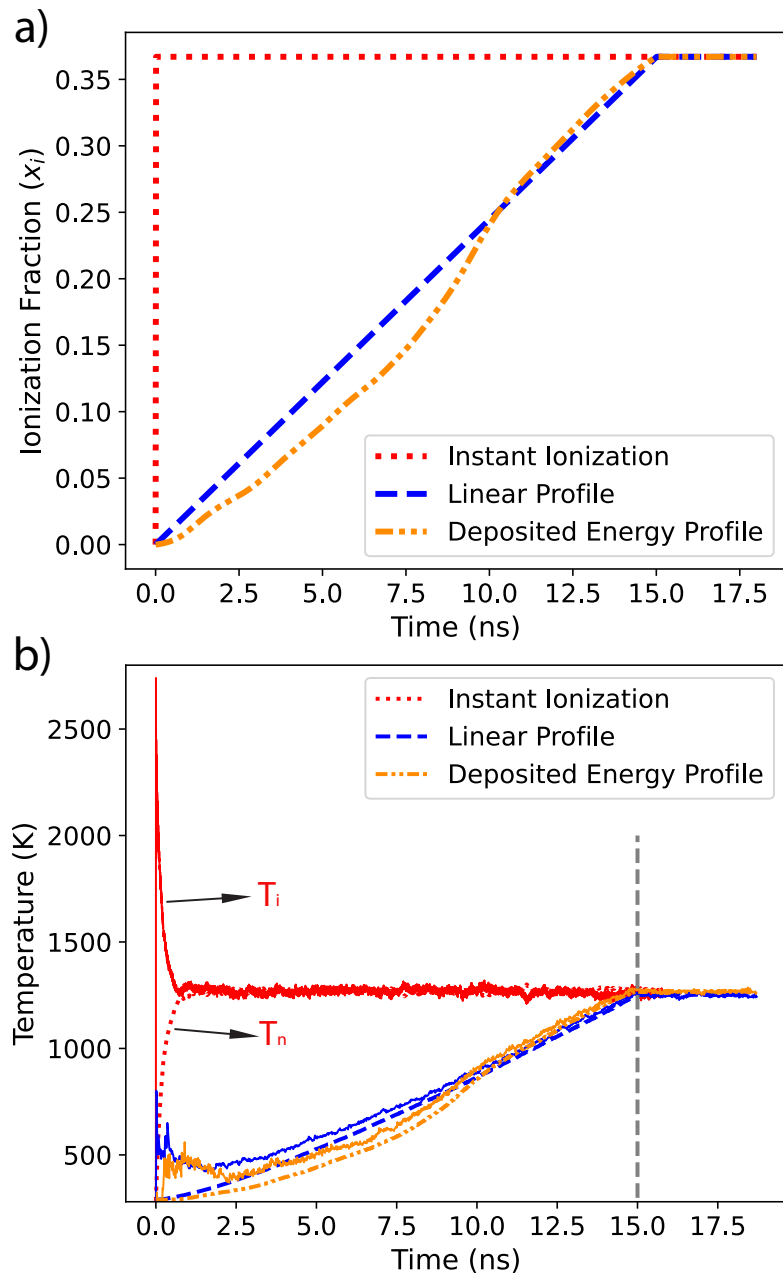 a)
Ionization Fraction (xᵢ)
0.35
0.30
0.25
0.20
0.15
0.10
0.05
0.00
Instant Ionization
Linear Profile
Deposited Energy Profile
0.0 2.5 5.0 7.5 10.0 12.5 15.0 17.5
Time (ns)
b)
Temperature (K)
2500
2000
1500
1000
500
Instant Ionization
Linear Profile
Deposited Energy Profile
Tᵢ
Tₙ
0.0 2.5 5.0 7.5 10.0 12.5 15.0 17.5
Time (ns)